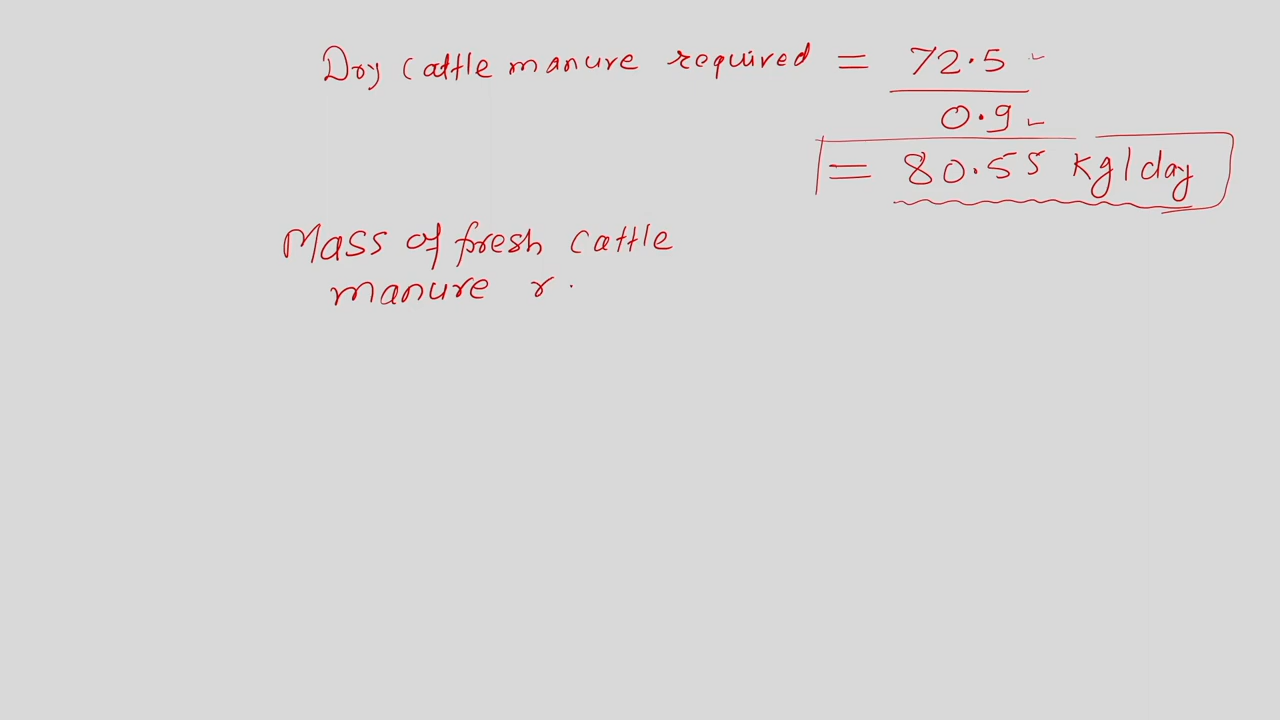 Dry cattle manure required = 72.5
0.9
= 80.55 kg/day
Mass of fresh cattle
manure r